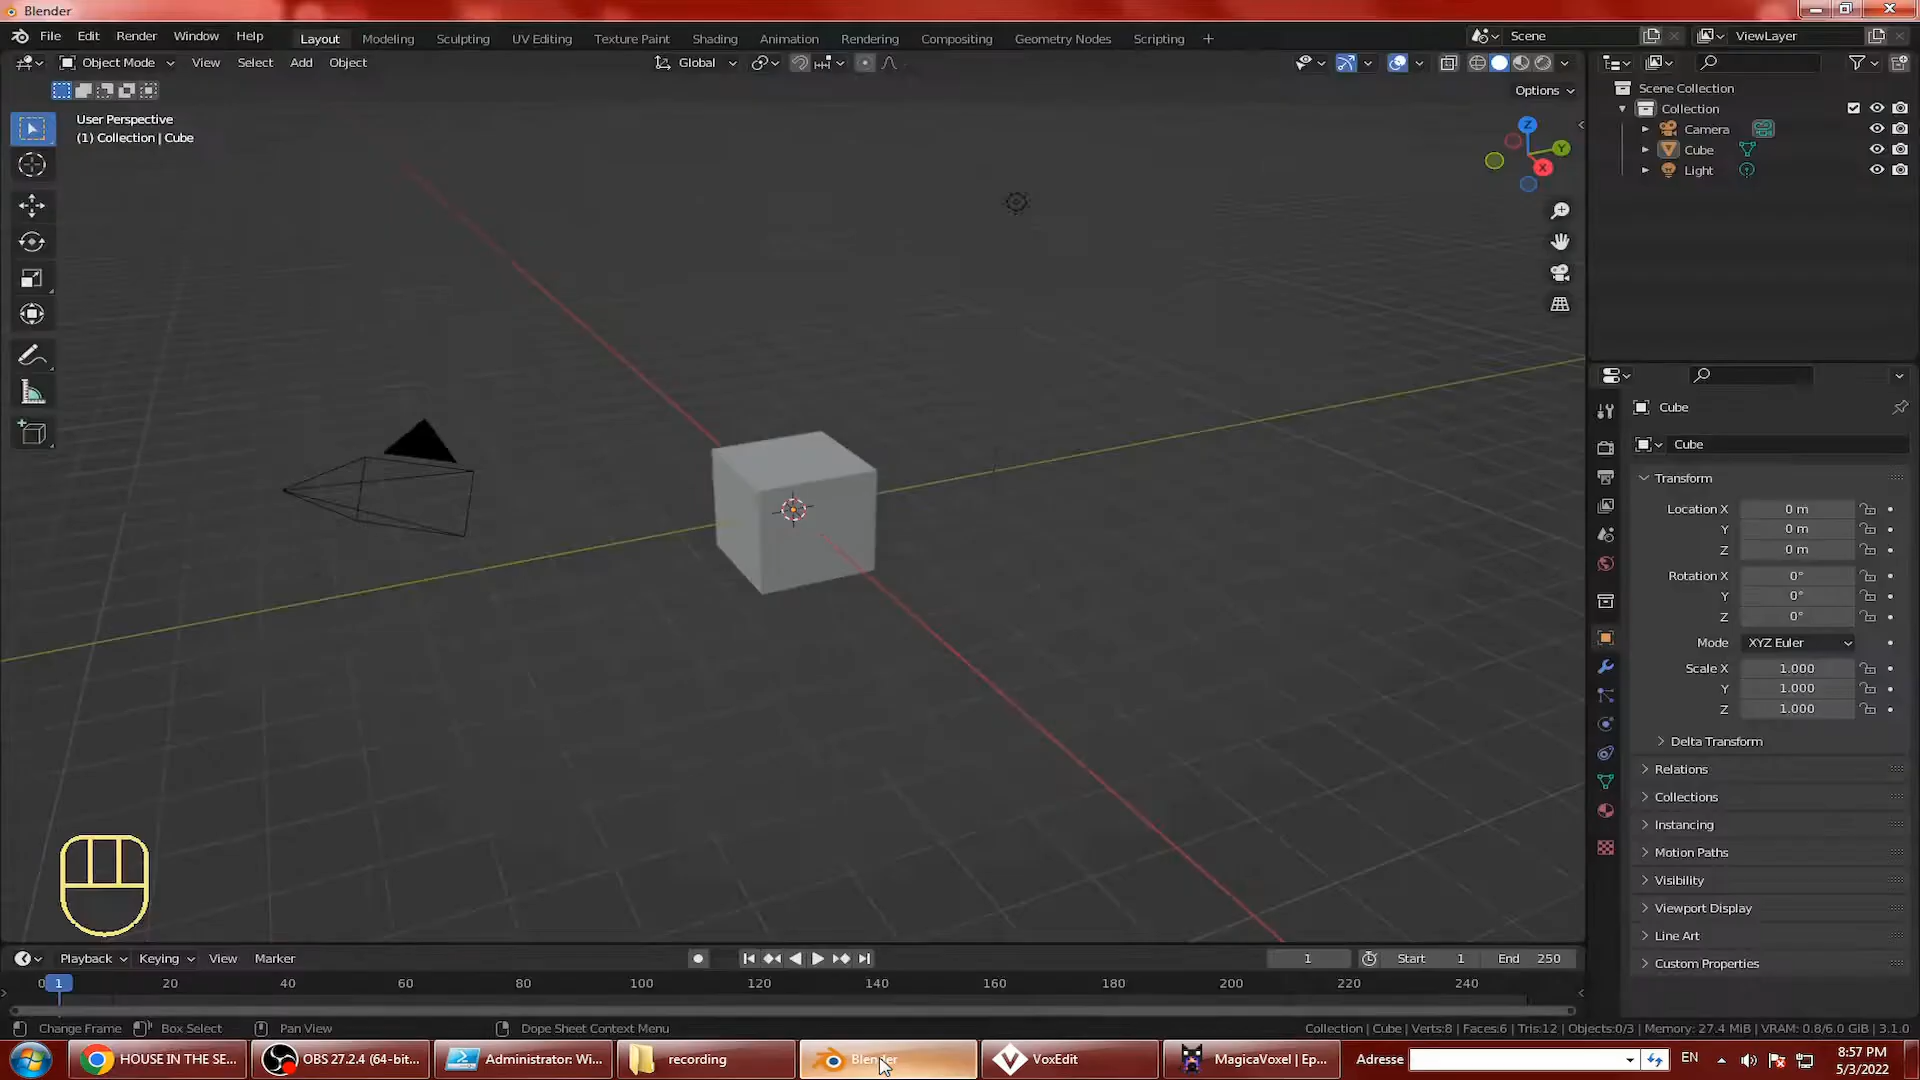 Blender
File Edit Render Window Help Layout Modeling Sculpting UV Editing Texture Paint Shading Animation Rendering Compositing Geometry Nodes Scripting + Scene ViewLayer
Object Mode View Select Add Object Global
Options
User Perspective
(1) Collection | Cube
Z
Y
X
Scene Collection
Collection
Camera
Cube
Light
Cube
Cube
Transform
Location X 0 m
Y 0 m
Z 0 m
Rotation X 0°
Y 0°
Z 0°
Mode XYZ Euler
Scale X 1.000
Y 1.000
Z 1.000
Delta Transform
Relations
Collections
Instancing
Motion Paths
Visibility
Viewport Display
Line Art
Custom Properties
Playback Keying View Marker 1 Start 1 End 250
0 1 20 40 60 80 100 120 140 160 180 200 220 240
Change Frame Box Select Pan View Dope Sheet Context Menu Collection | Cube | Verts:8 | Faces:6 | Tris:12 | Objects:0/3 | Memory: 27.4 MiB | VRAM: 0.8/6.0 GiB | 3.1.0
HOUSE IN THE SE... OBS 27.2.4 (64-bit... Administrator: Wi... recording Blender VoxEdit MagicaVoxel | Ep... Adresse EN 8:57 PM
5/3/2022